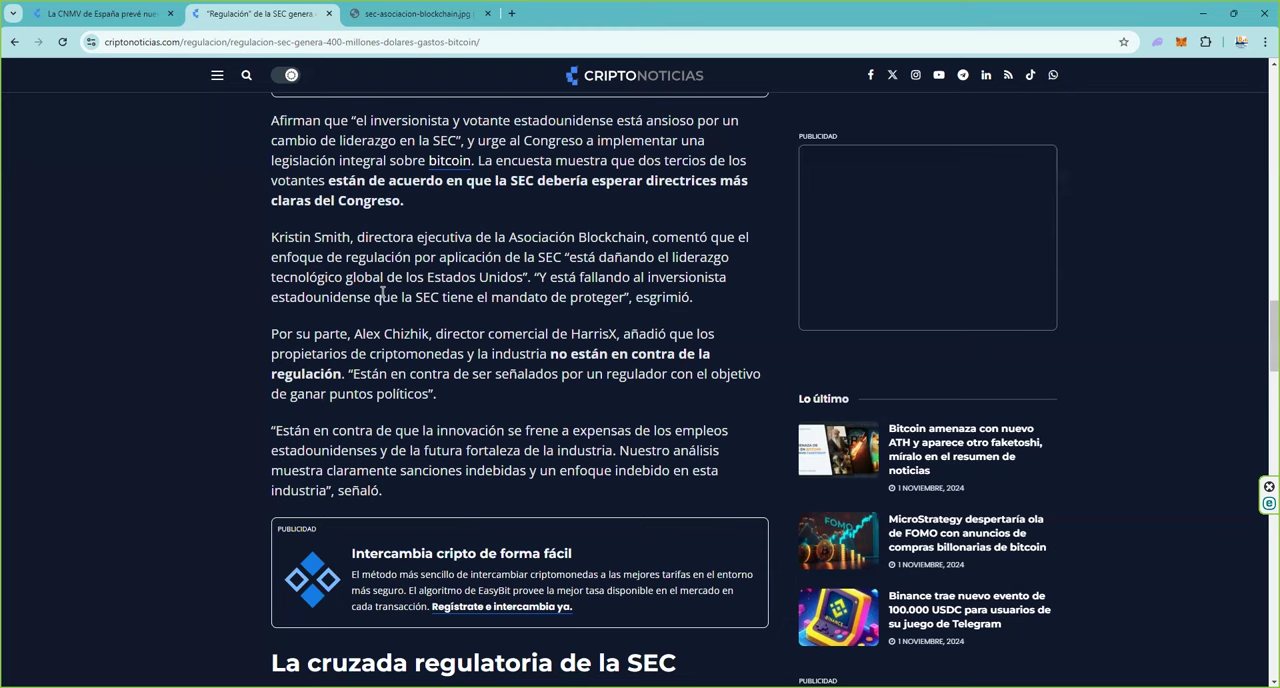 La CNMV de España prevé nue
"Regulación" de la SEC genera
sec-asociacion-blockchain.jpg
criptonoticias.com/regulacion/regulacion-sec-genera-400-millones-dolares-gastos-bitcoin/
CRIPTONOTICIAS
Afirman que “el inversionista y votante estadounidense está ansioso por un
cambio de liderazgo en la SEC”, y urge al Congreso a implementar una
legislación integral sobre bitcoin. La encuesta muestra que dos tercios de los
votantes están de acuerdo en que la SEC debería esperar directrices más
claras del Congreso.
Kristin Smith, directora ejecutiva de la Asociación Blockchain, comentó que el
enfoque de regulación por aplicación de la SEC “está dañando el liderazgo
tecnológico global de los Estados Unidos”. “Y está fallando al inversionista
estadounidense que la SEC tiene el mandato de proteger”, esgrimió.
Por su parte, Alex Chizhik, director comercial de HarrisX, añadió que los
propietarios de criptomonedas y la industria no están en contra de la
regulación. “Están en contra de ser señalados por un regulador con el objetivo
de ganar puntos políticos”.
“Están en contra de que la innovación se frene a expensas de los empleos
estadounidenses y de la futura fortaleza de la industria. Nuestro análisis
muestra claramente sanciones indebidas y un enfoque indebido en esta
industria”, señaló.
PUBLICIDAD
Intercambia cripto de forma fácil
El método más sencillo de intercambiar criptomonedas a las mejores tarifas en el entorno
más seguro. El algoritmo de EasyBit provee la mejor tasa disponible en el mercado en
cada transacción. Regístrate e intercambia ya.
La cruzada regulatoria de la SEC
PUBLICIDAD
Lo último
Bitcoin amenaza con nuevo
ATH y aparece otro faketoshi,
míralo en el resumen de
noticias
1 NOVIEMBRE, 2024
FOMO
MicroStrategy despertaría ola
de FOMO con anuncios de
compras billonarias de bitcoin
1 NOVIEMBRE, 2024
Binance trae nuevo evento de
100.000 USDC para usuarios de
su juego de Telegram
1 NOVIEMBRE, 2024
PUBLICIDAD